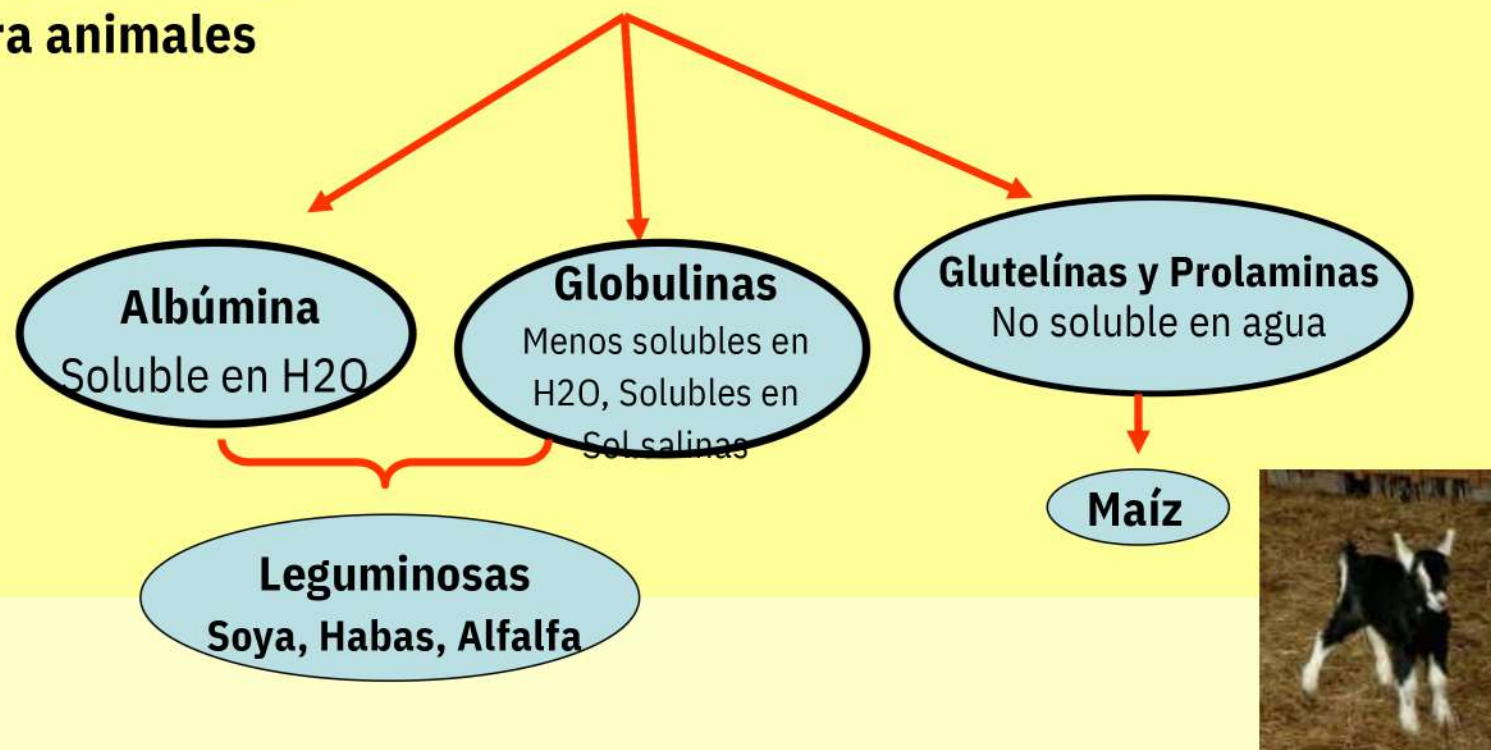 ra animales
Albúmina
Soluble en H2O
Globulinas
Menos solubles en
H2O, Solubles en
Sol.salinas
Glutelínas y Prolaminas
No soluble en agua
Maíz
Leguminosas
Soya, Habas, Alfalfa